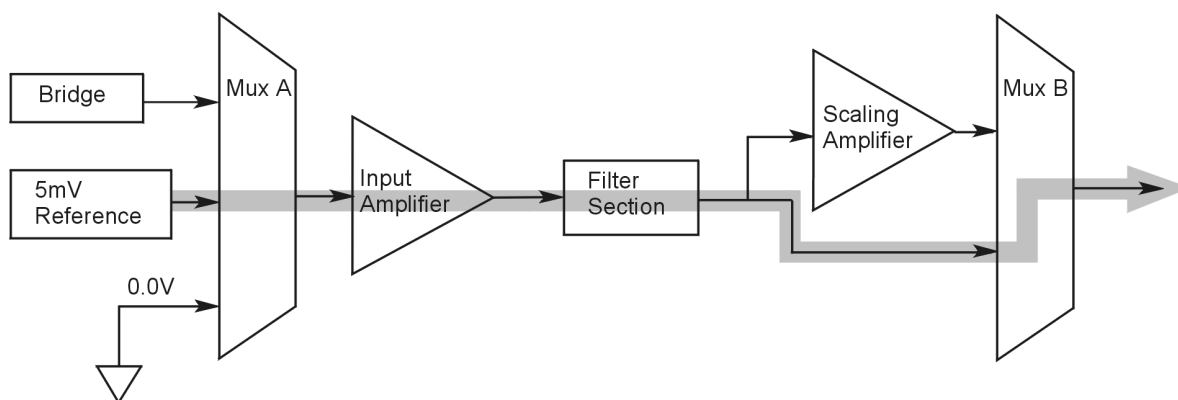 Bridge
Mux A
5mV
Reference
0.0V
Input
Amplifier
Filter
Section
Scaling
Amplifier
Mux B